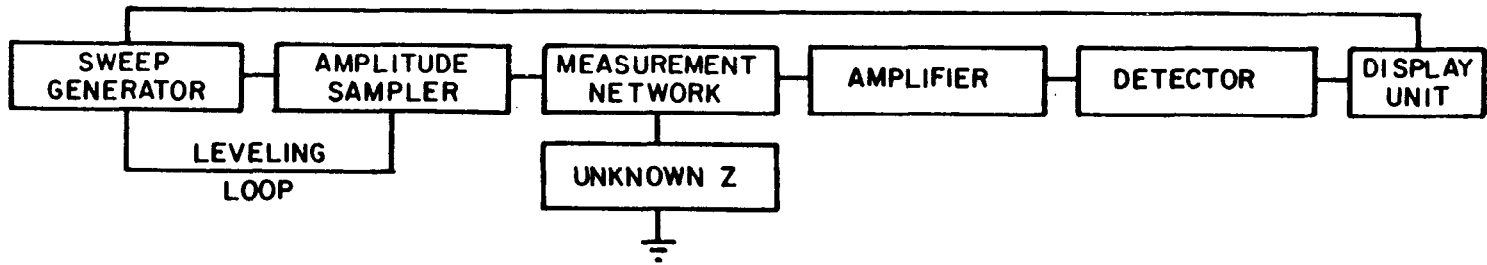 SWEEP
GENERATOR
AMPLITUDE
SAMPLER
MEASUREMENT
NETWORK
AMPLIFIER
DETECTOR
DISPLAY
UNIT
LEVELING
LOOP
UNKNOWN Z